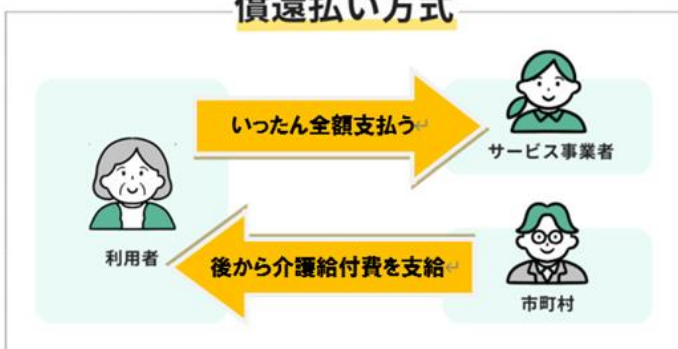 償還払い方式
いったん全額支払う↵
サービス事業者
利用者
後から介護給付費を支給↵
市町村